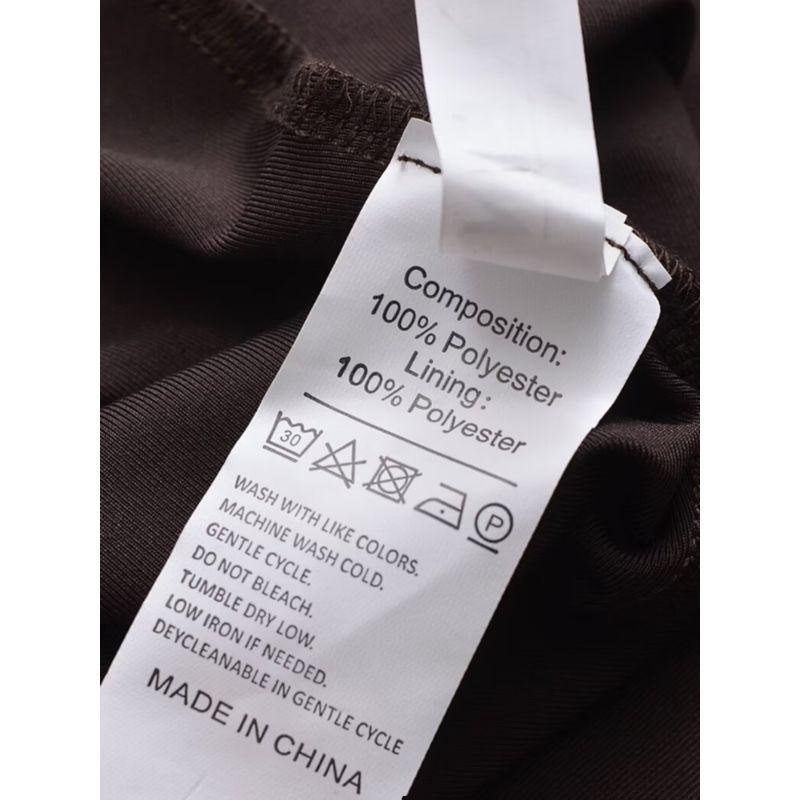 Composition:
100% Polyester
Lining:
100% Polyester
30
P
WASH WITH LIKE COLORS.
MACHINE WASH COLD.
GENTLE CYCLE.
DO NOT BLEACH.
TUMBLE DRY LOW.
LOW IRON IF NEEDED.
DEYCLEANABLE IN GENTLE CYCLE
MADE IN CHINA